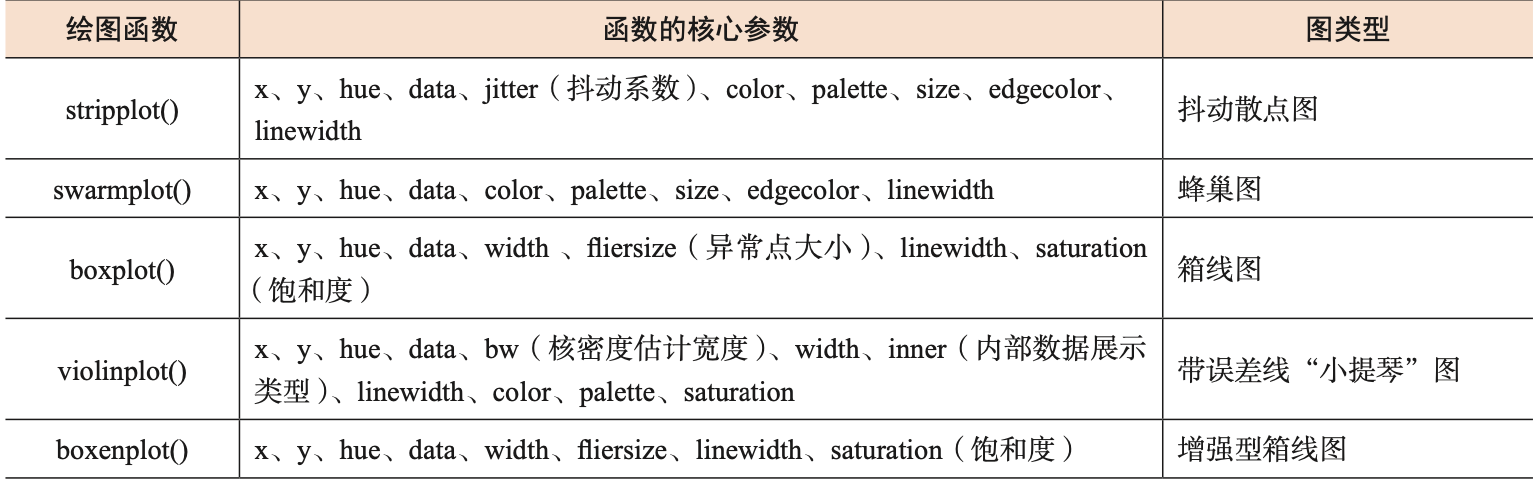 绘图函数 函数的核心参数 图类型
stripplot() x、y、hue、data、jitter（抖动系数）、color、palette、size、edgecolor、
linewidth 抖动散点图
swarmplot() x、y、hue、data、color、palette、size、edgecolor、linewidth 蜂巢图
boxplot() x、y、hue、data、width 、fliersize（异常点大小）、linewidth、saturation
（饱和度） 箱线图
violinplot() x、y、hue、data、bw（核密度估计宽度）、width、inner（内部数据展示
类型）、linewidth、color、palette、saturation 带误差线“小提琴”图
boxenplot() x、y、hue、data、width、fliersize、linewidth、saturation（饱和度） 增强型箱线图